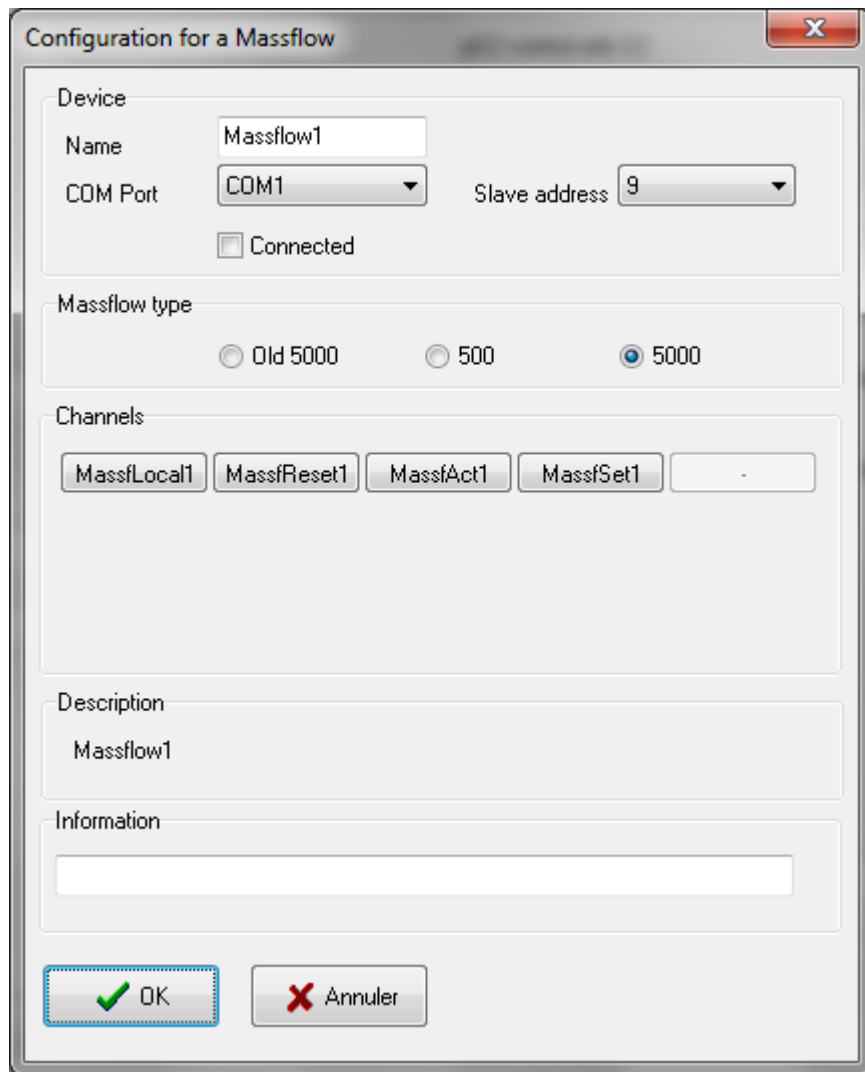 Configuration for a Massflow
Device
Name Massflow1
COM Port COM1 Slave address 9
Connected
Massflow type
Old 5000 500 5000
Channels
MassfLocal1 MassfReset1 MassfAct1 MassfSet1 -
Description
Massflow1
Information
OK Annuler